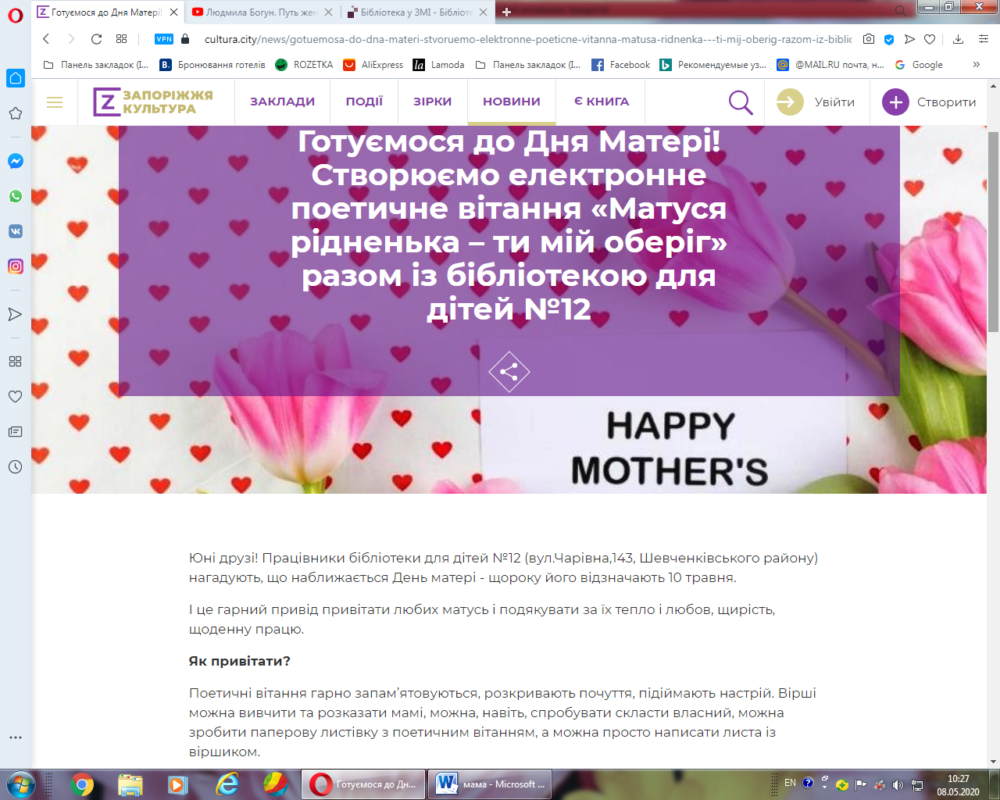 Готуємося до Дня Матері!
Людмила Богун. Путь жен
Бібліотека у ЗМІ - Бібліоте
VPN
cultura.city/news/gotuemosa-do-dna-materi-stvoruemo-elektronne-poeticne-vitanna-matusa-ridnenka---ti-mij-oberig-razom-iz-biblic
Панель закладок (І...
Бронювання готелів
ROZETKA
AliExpress
Lamoda
Панель закладок (І...
Facebook
Рекомендуемые уз...
@MAIL.RU почта, н...
Google
ЗАПОРІЖЖЯ
КУЛЬТУРА
ЗАКЛАДИ
ПОДІЇ
ЗІРКИ
НОВИНИ
Є КНИГА
Увійти
Створити
Готуємося до Дня Матері!
Створюємо електронне
поетичне вітання «Матуся
рідненька – ти мій оберіг»
разом із бібліотекою для
дітей №12
HAPPY
MOTHER'S
Юні друзі! Працівники бібліотеки для дітей №12 (вул.Чарівна,143, Шевченківського району)
нагадують, що наближається День матері - щороку його відзначають 10 травня.
І це гарний привід привітати любих матусь і подякувати за їх тепло і любов, щирість,
щоденну працю.
Як привітати?
Поетичні вітання гарно запам’ятовуються, розкривають почуття, підіймають настрій. Вірші
можна вивчити та розказати мамі, можна, навіть, спробувати скласти власний, можна
зробити паперову листівку з поетичним вітанням, а можна просто написати листа із
віршиком.
Готуємося до Дн...
мама - Microsoft ...
EN
10:27
08.05.2020